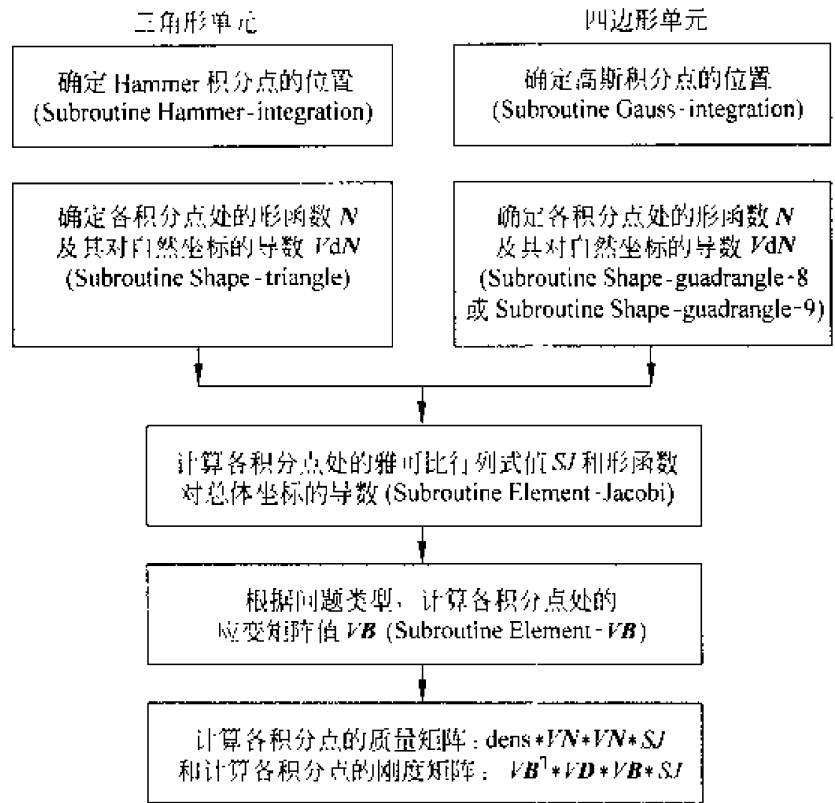 三角形单元
四边形单元
确定 Hammer 积分点的位置
(Subroutine Hammer-integration)
确定高斯积分点的位置
(Subroutine Gauss-integration)
确定各积分点处的形函数 N
及其对自然坐标的导数 VdN
(Subroutine Shape-triangle)
确定各积分点处的形函数 N
及其对自然坐标的导数 VdN
(Subroutine Shape-guadrangle-8
或 Subroutine Shape-guadrangle-9)
计算各积分点处的雅可比行列式值 SJ 和形函数
对总体坐标的导数 (Subroutine Element-Jacobi)
根据问题类型，计算各积分点处的
应变矩阵值 VB (Subroutine Element-VB)
计算各积分点的质量矩阵：dens*VN*VN*SJ
和计算各积分点的刚度矩阵： VBᵀ*VD*VB*SJ